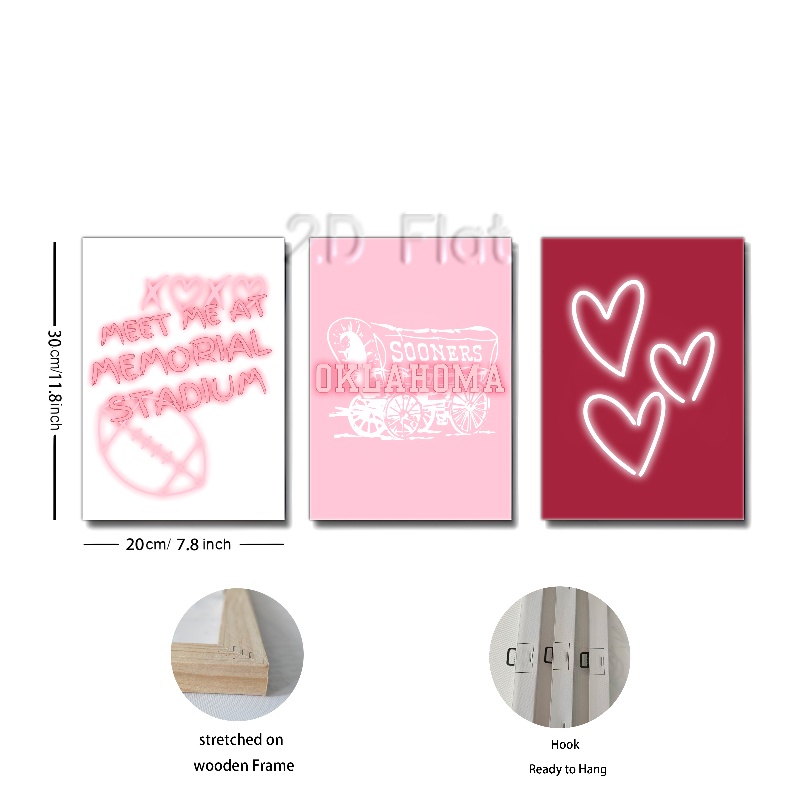 2D Flat
XOXO
MEET ME AT
MEMORIAL
STADIUM
SOONERS
OKLAHOMA
30cm/11.8inch
20cm/ 7.8 inch
stretched on
wooden Frame
Hook
Ready to Hang